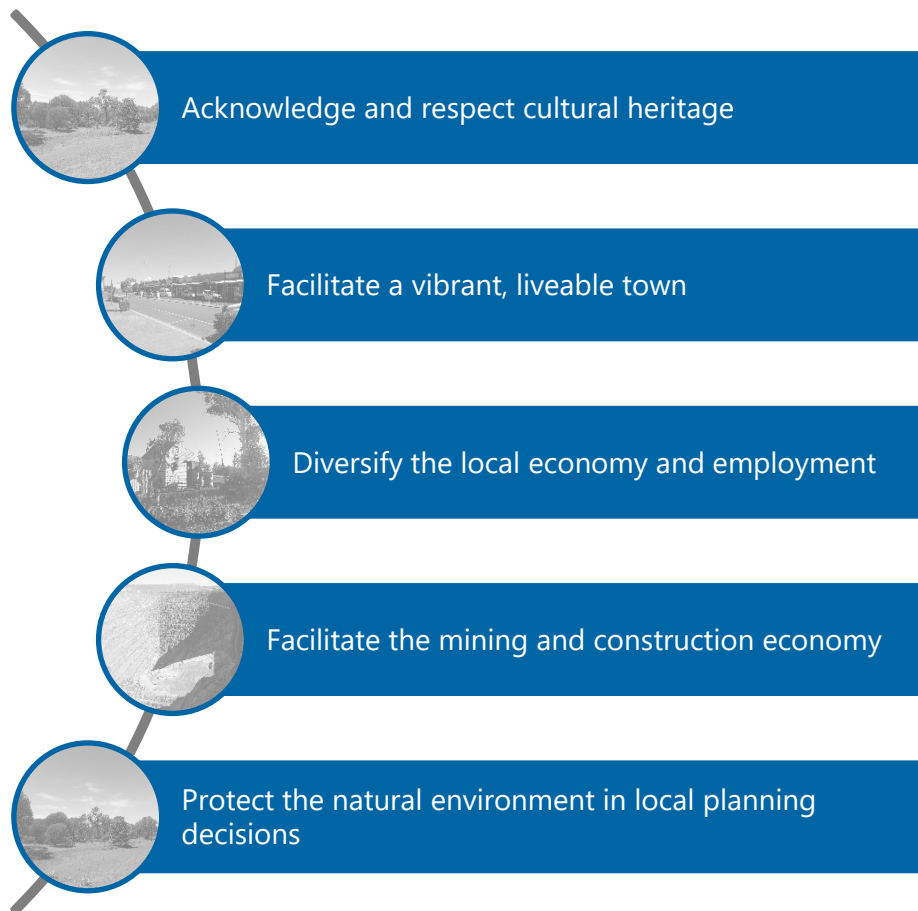 Acknowledge and respect cultural heritage
Facilitate a vibrant, liveable town
Diversify the local economy and employment
Facilitate the mining and construction economy
Protect the natural environment in local planning
decisions